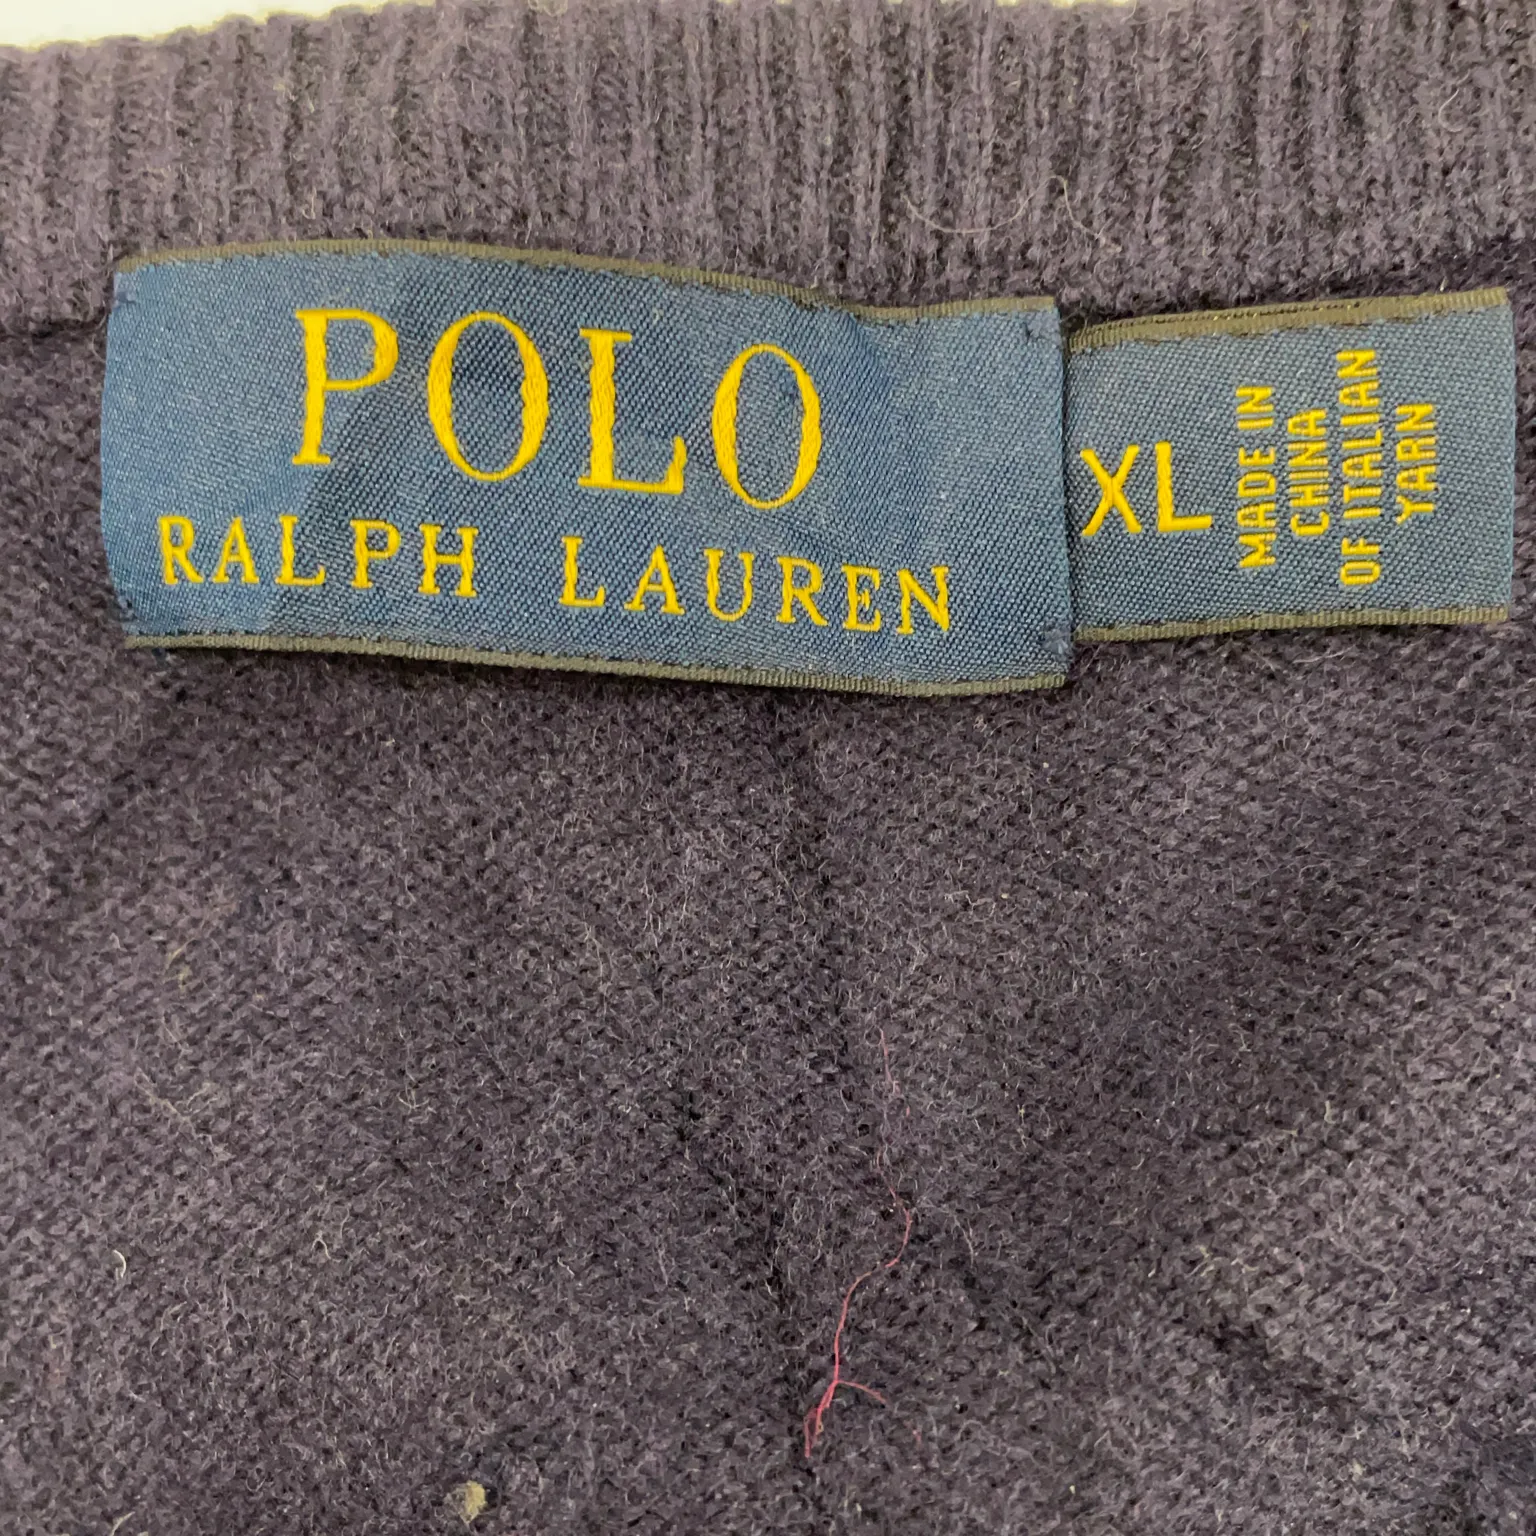 POLO
RALPH LAUREN
XL
MADE IN
CHINA
OF ITALIAN
YARN